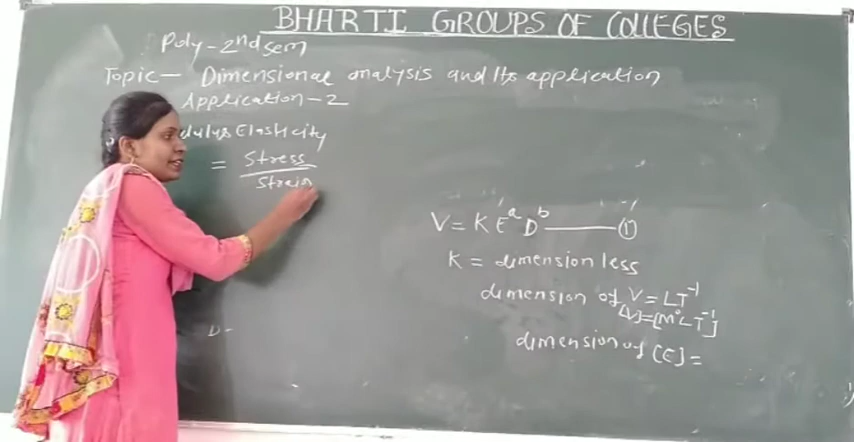 BHARTI GROUPS OF COLLEGES
Poly-2nd sem
Topic- Dimensional analysis and its application
Application-2
dulus Elasticity
= Stress
Strain
V = K E^a D^b ——— ①
K = dimension less
dimension of V = LT⁻¹
[V]=[M⁰LT⁻¹]
dimension of [E] =
D-